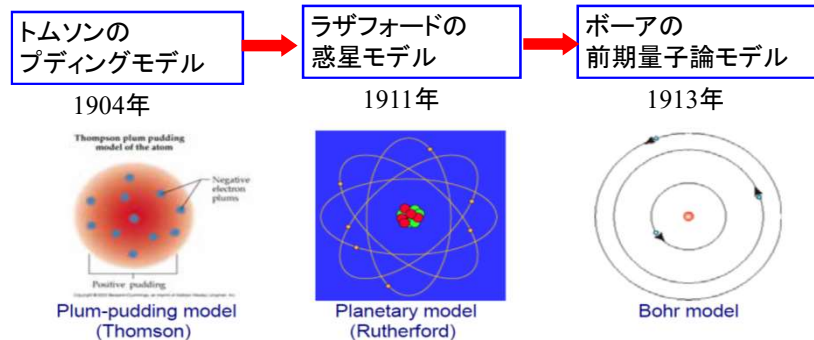 トムソンの
プディングモデル
ラザフォードの
惑星モデル
ボーアの
前期量子論モデル
1904年
1911年
1913年
Thompson plum pudding
model of the atom
Negative
electron
plums
Positive pudding
Plum-pudding model
(Thomson)
Planetary model
(Rutherford)
Bohr model